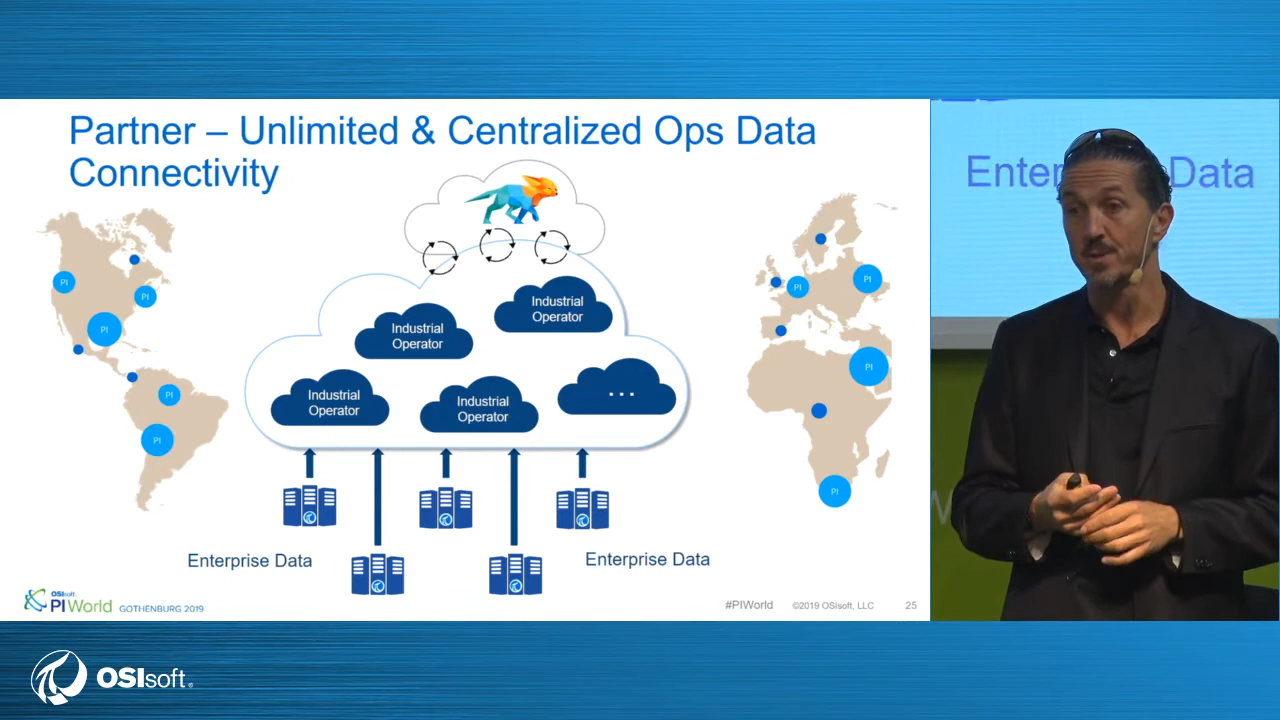 Partner – Unlimited & Centralized Ops Data
Connectivity
PI
PI
PI
PI
PI
Industrial
Operator
Industrial
Operator
Industrial
Operator
Industrial
Operator
...
PI
PI
PI
PI
Enterprise Data
Enterprise Data
OSIsoft.
PI World GOTHENBURG 2019
#PIWorld ©2019 OSIsoft, LLC 25
Data
OSIsoft.